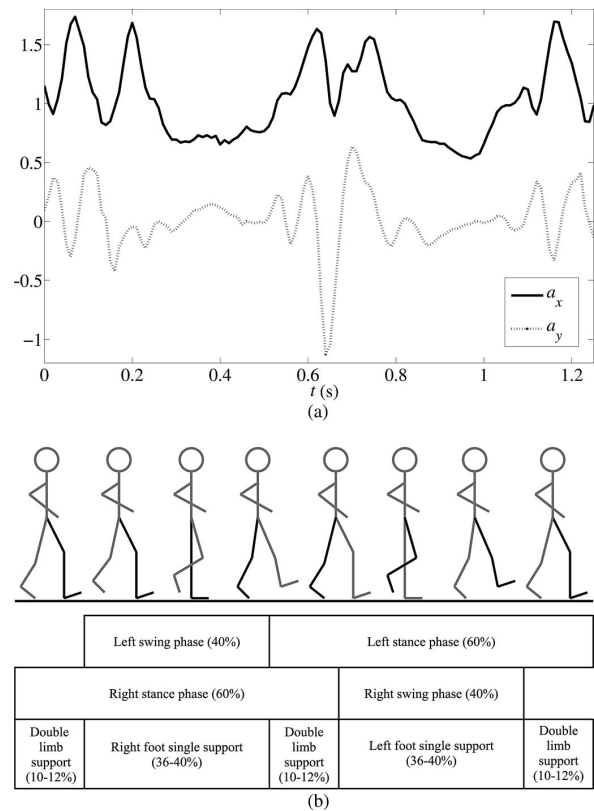 1.5
1
0.5
0
-0.5
-1
a_x
a_y
0 0.2 0.4 0.6 0.8 1 1.2
t (s)
(a)
Left swing phase (40%) Left stance phase (60%)
Right stance phase (60%) Right swing phase (40%)
Double limb support (10-12%)
Right foot single support (36-40%)
Double limb support (10-12%)
Left foot single support (36-40%)
Double limb support (10-12%)
(b)